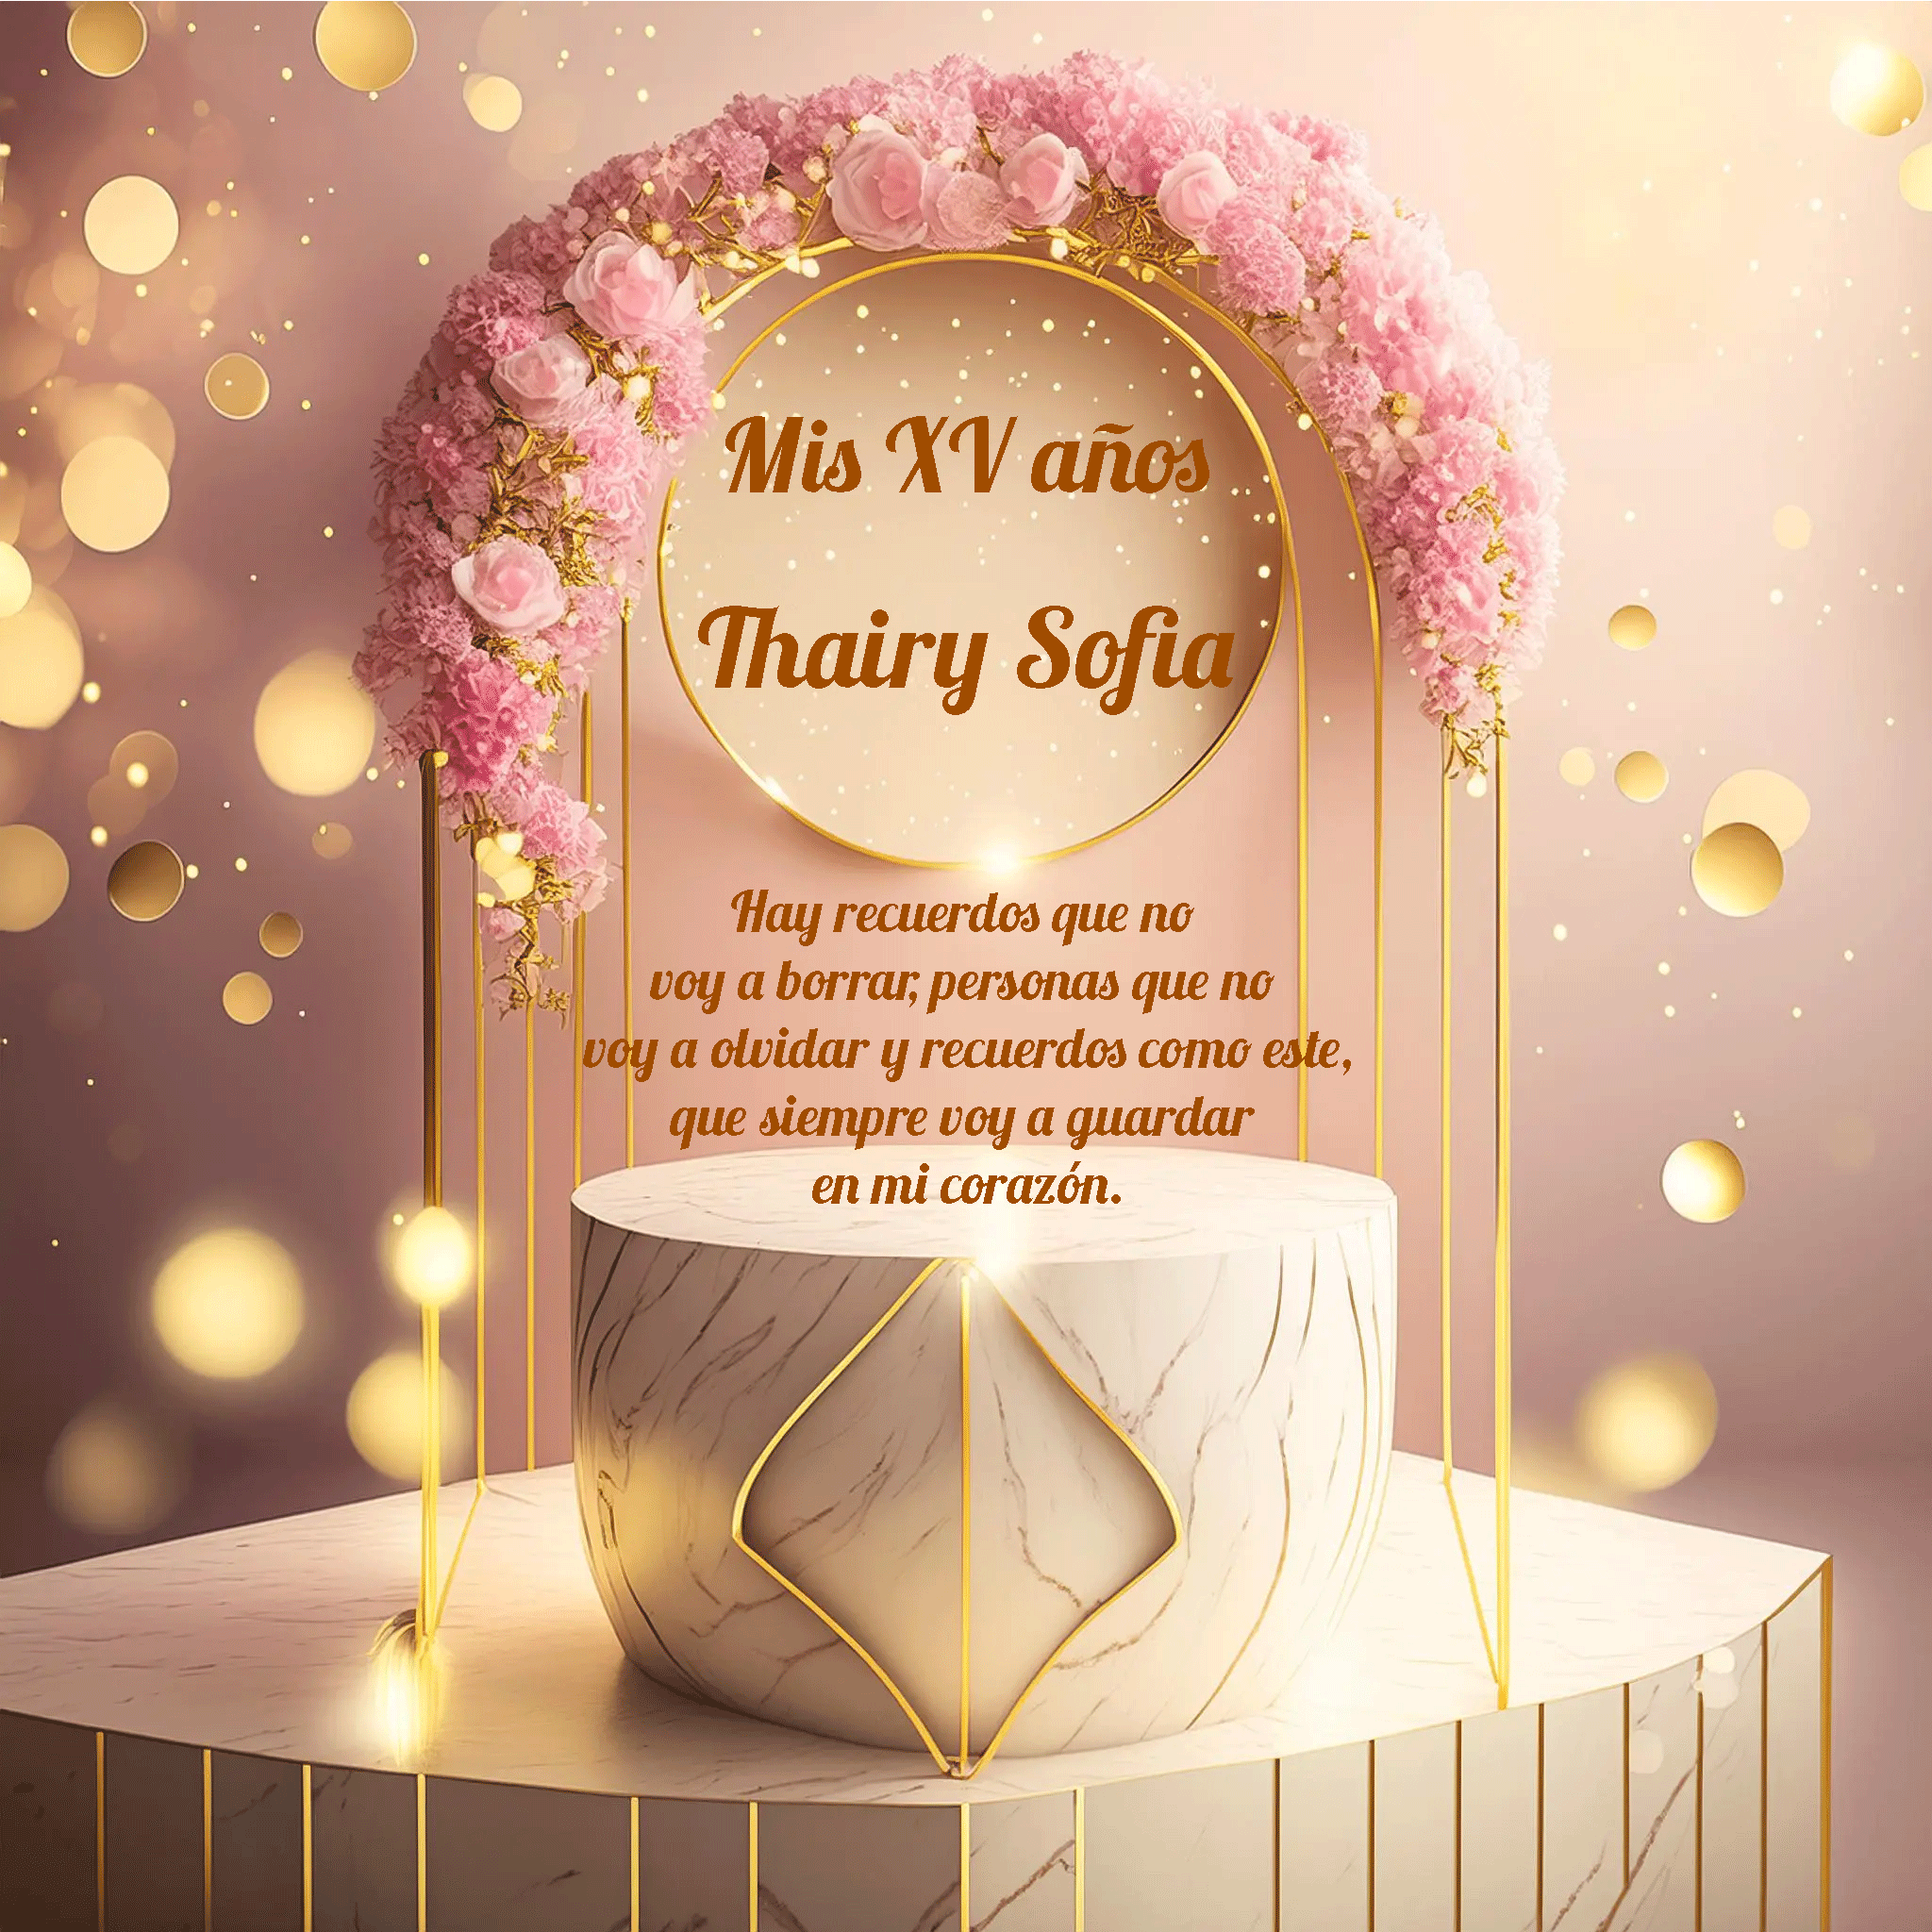 Mis XV años
Thairy Sofia
Hay recuerdos que no
voy a borrar, personas que no
voy a olvidar y recuerdos como este,
que siempre voy a guardar
en mi corazón.